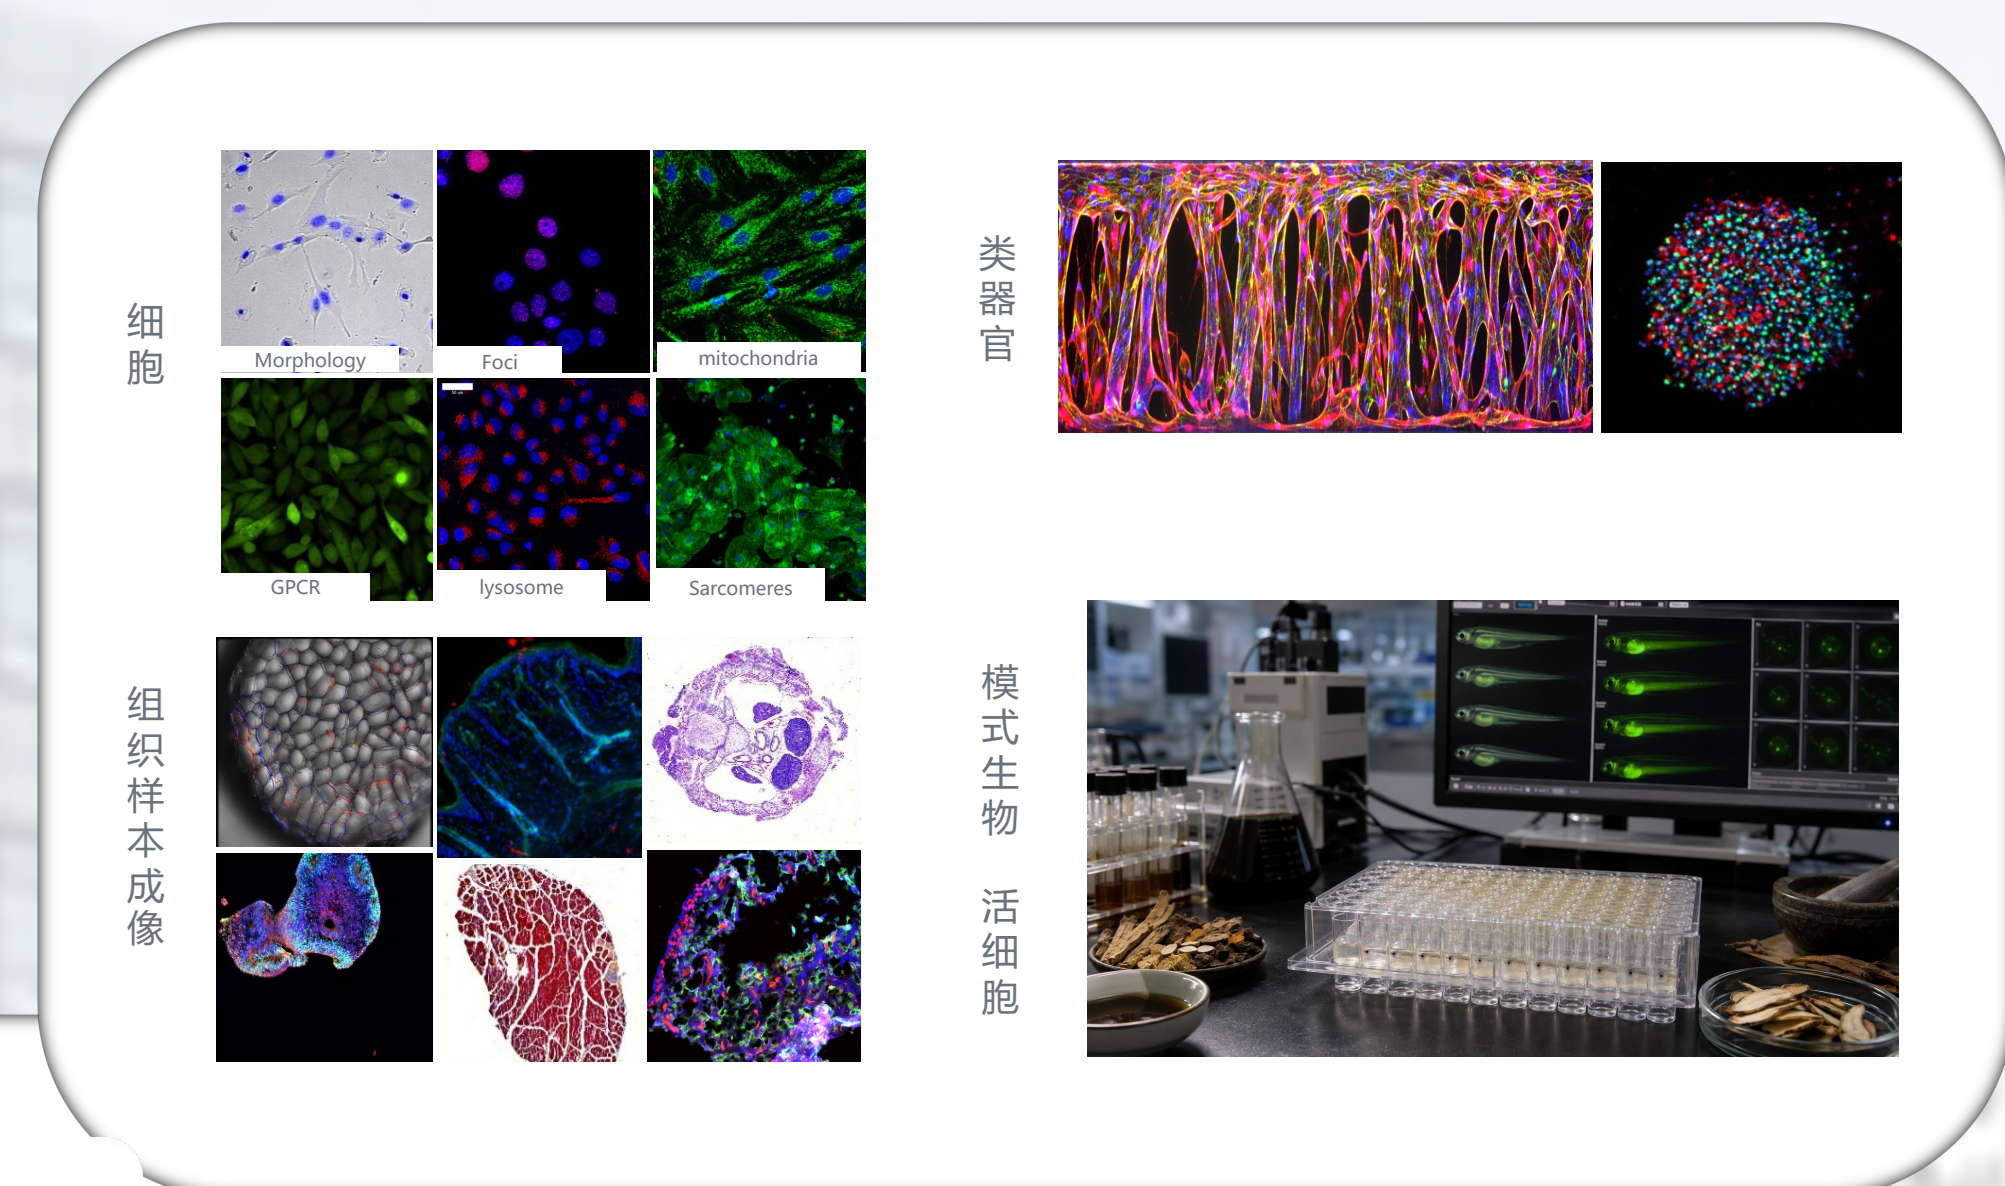 细胞
Morphology
Foci
mitochondria
GPCR
lysosome
Sarcomeres
类器官
组织样本成像
模式生物 活细胞